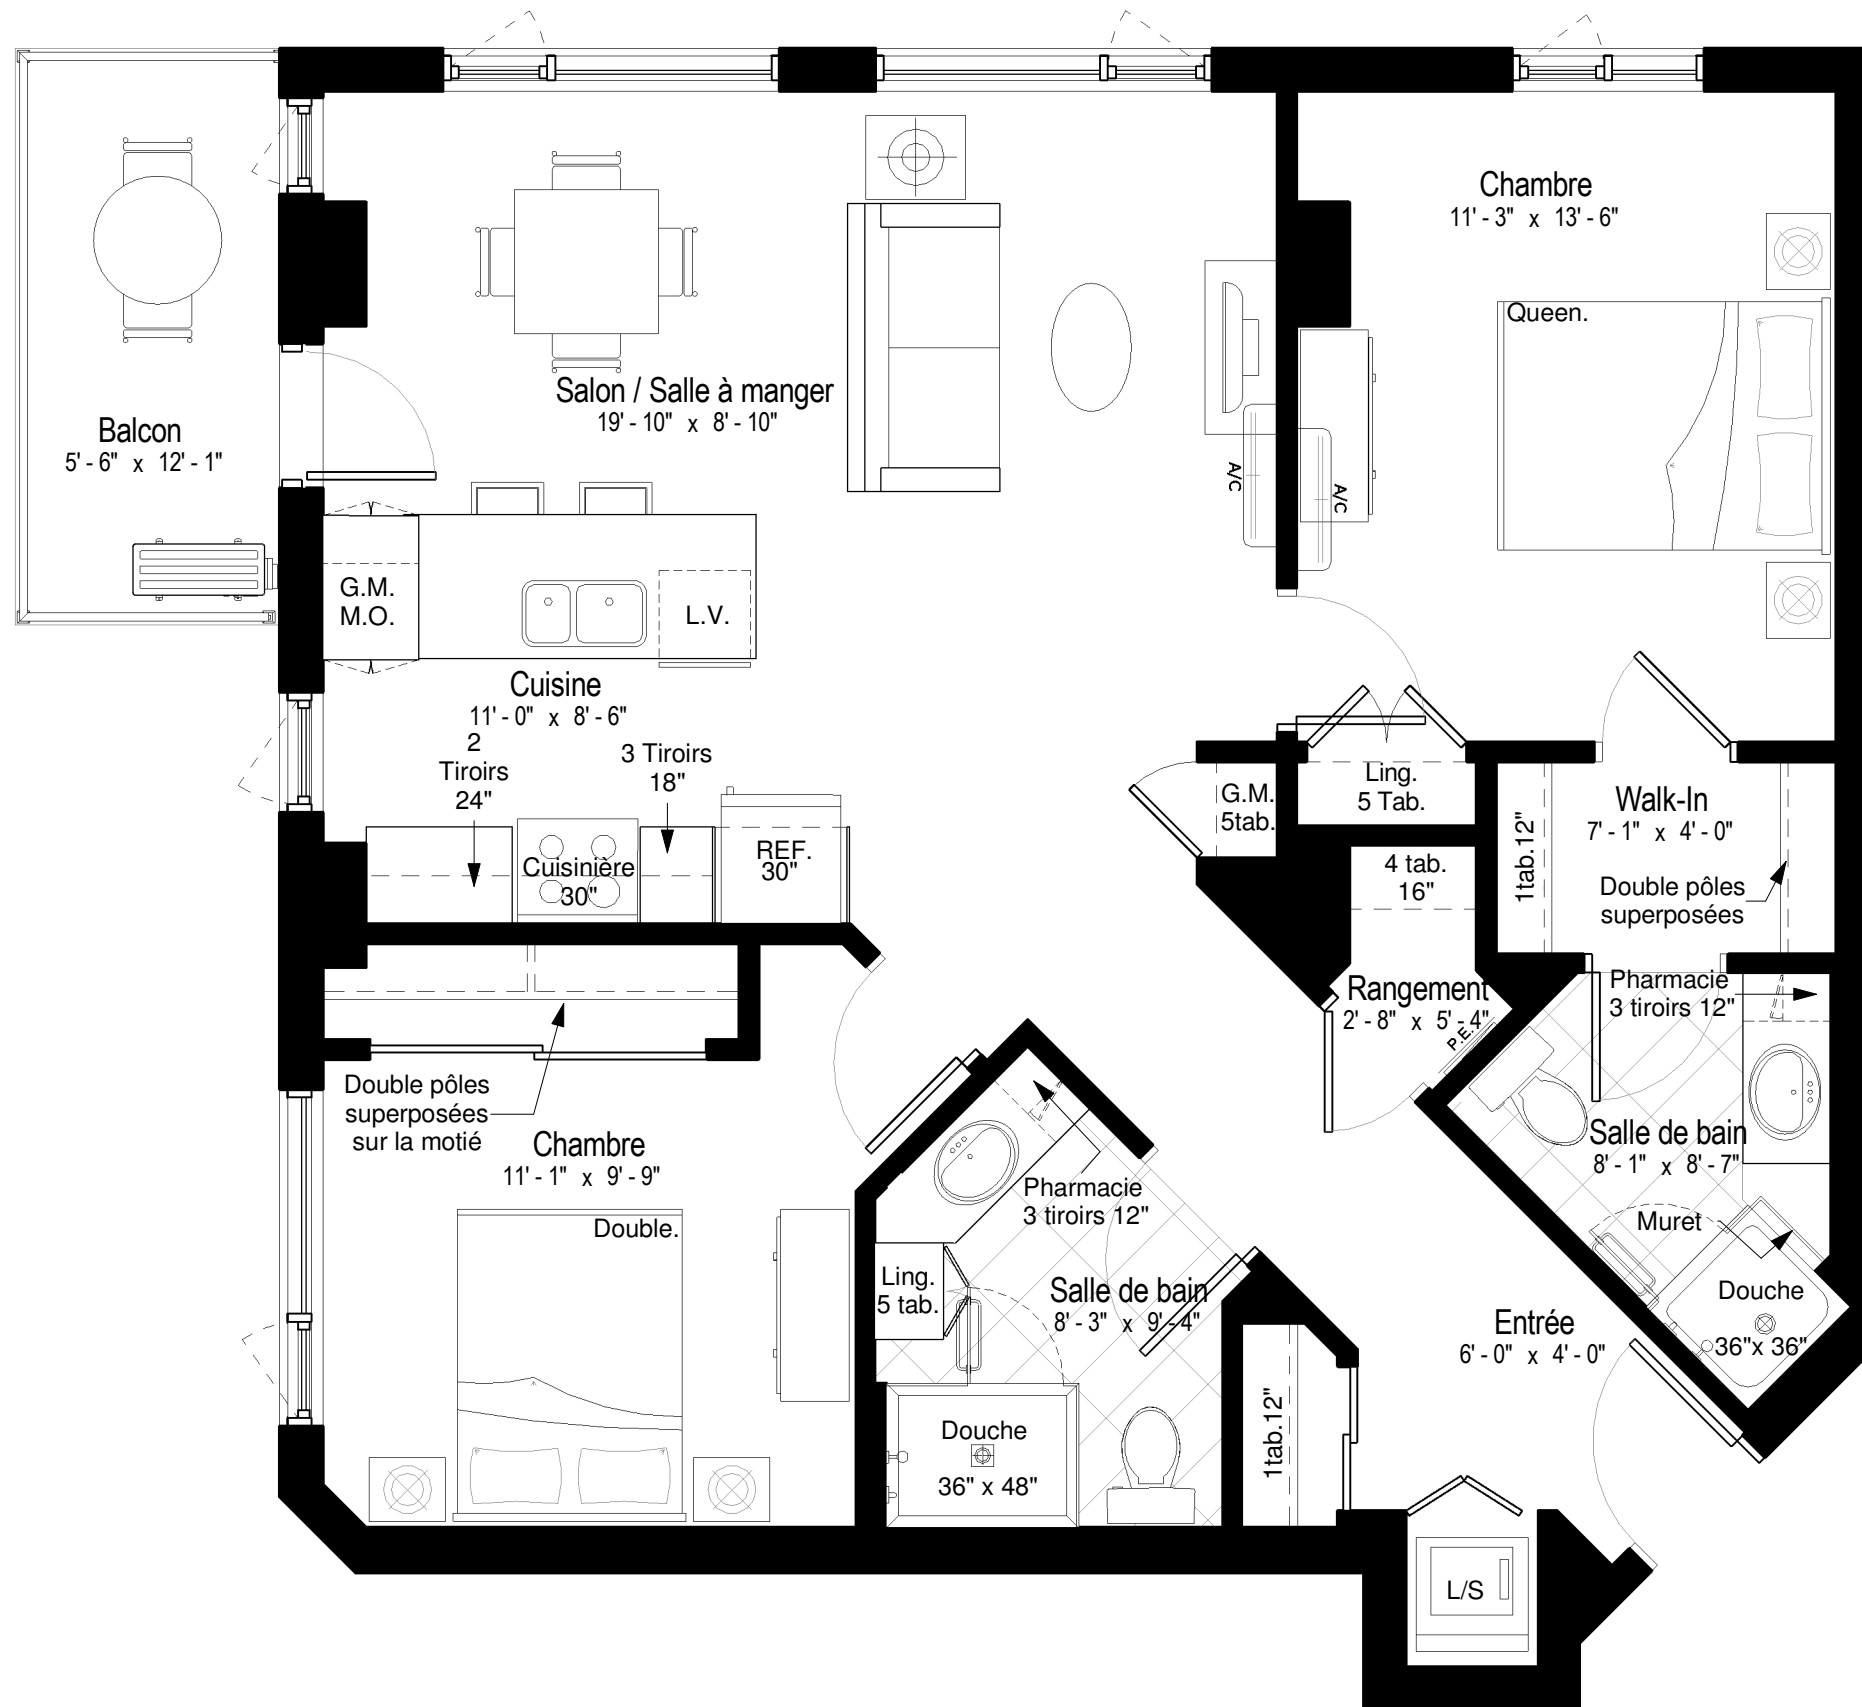 Chambre
11' - 3" x 13' - 6"
Queen.
Salon / Salle à manger
19' - 10" x 8' - 10"
Balcon
5' - 6" x 12' - 1"
A/C
A/C
G.M.
M.O.
L.V.
Cuisine
11' - 0" x 8' - 6"
2
Tiroirs
24"
3 Tiroirs
18"
Cuisinière
30"
REF.
30"
G.M.
5tab.
Ling.
5 Tab.
Walk-In
7' - 1" x 4' - 0"
1tab.12"
Double pôles
superposées
4 tab.
16"
Rangement
2' - 8" x 5' - 4"
P.E.
Pharmacie
3 tiroirs 12"
Salle de bain
8' - 1" x 8' - 7"
Muret
Douche
36"x 36"
Double pôles
superposées
sur la motié
Chambre
11' - 1" x 9' - 9"
Double.
Pharmacie
3 tiroirs 12"
Ling.
5 tab.
Salle de bain
8' - 3" x 9' - 4"
Douche
36" x 48"
1tab.12"
Entrée
6' - 0" x 4' - 0"
L/S